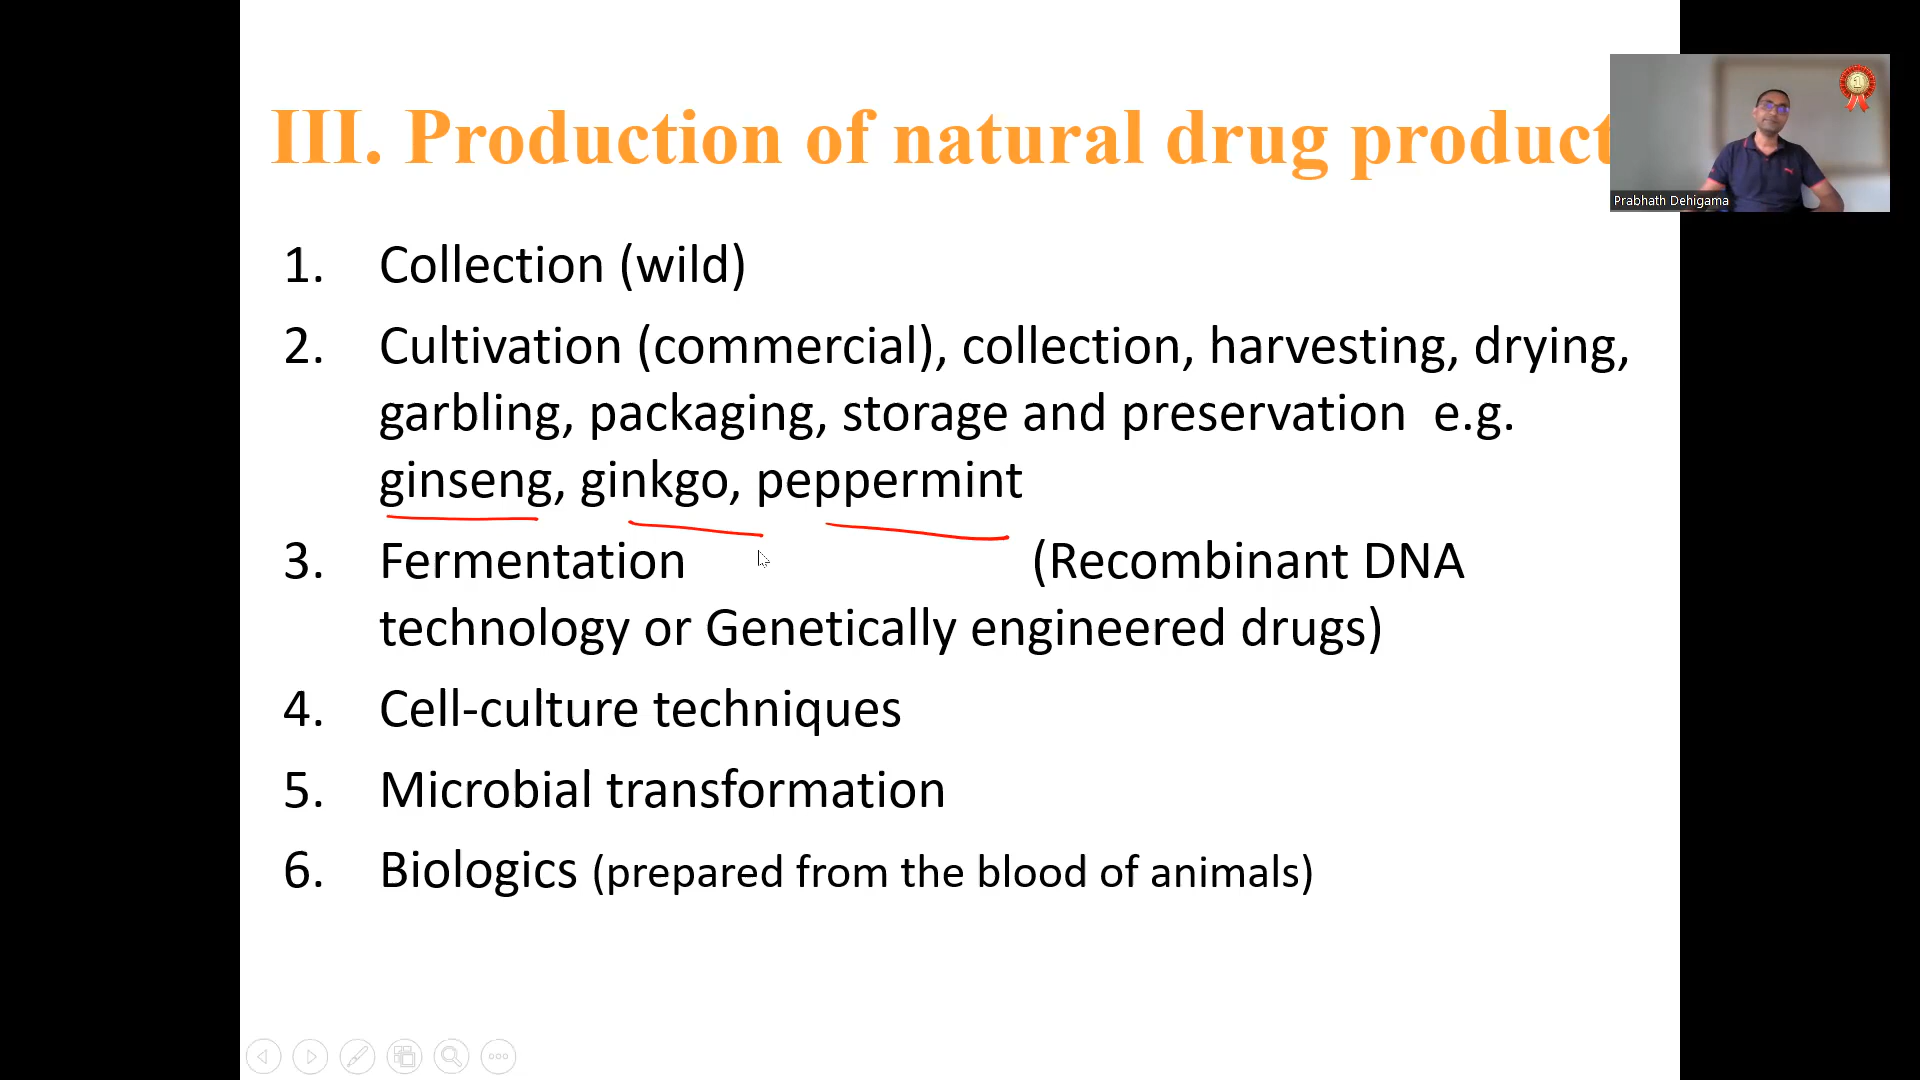 III. Production of natural drug product
Prabhath Dehigama
1. Collection (wild)
2. Cultivation (commercial), collection, harvesting, drying,
garbling, packaging, storage and preservation e.g.
ginseng, ginkgo, peppermint
3. Fermentation (Recombinant DNA
technology or Genetically engineered drugs)
4. Cell-culture techniques
5. Microbial transformation
6. Biologics (prepared from the blood of animals)